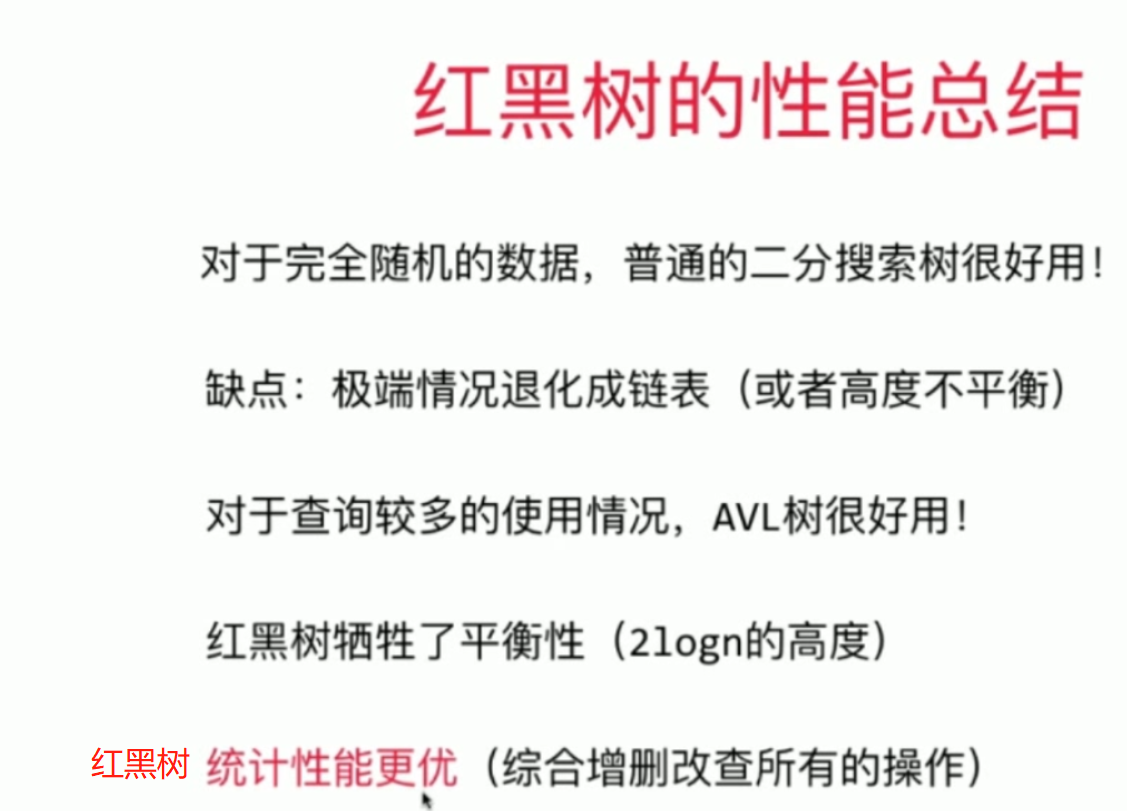 红黑树的性能总结
对于完全随机的数据，普通的二分搜索树很好用！
缺点：极端情况退化成链表（或者高度不平衡）
对于查询较多的使用情况，AVL树很好用！
红黑树牺牲了平衡性（2logn的高度）
红黑树 统计性能更优（综合增删改查所有的操作）